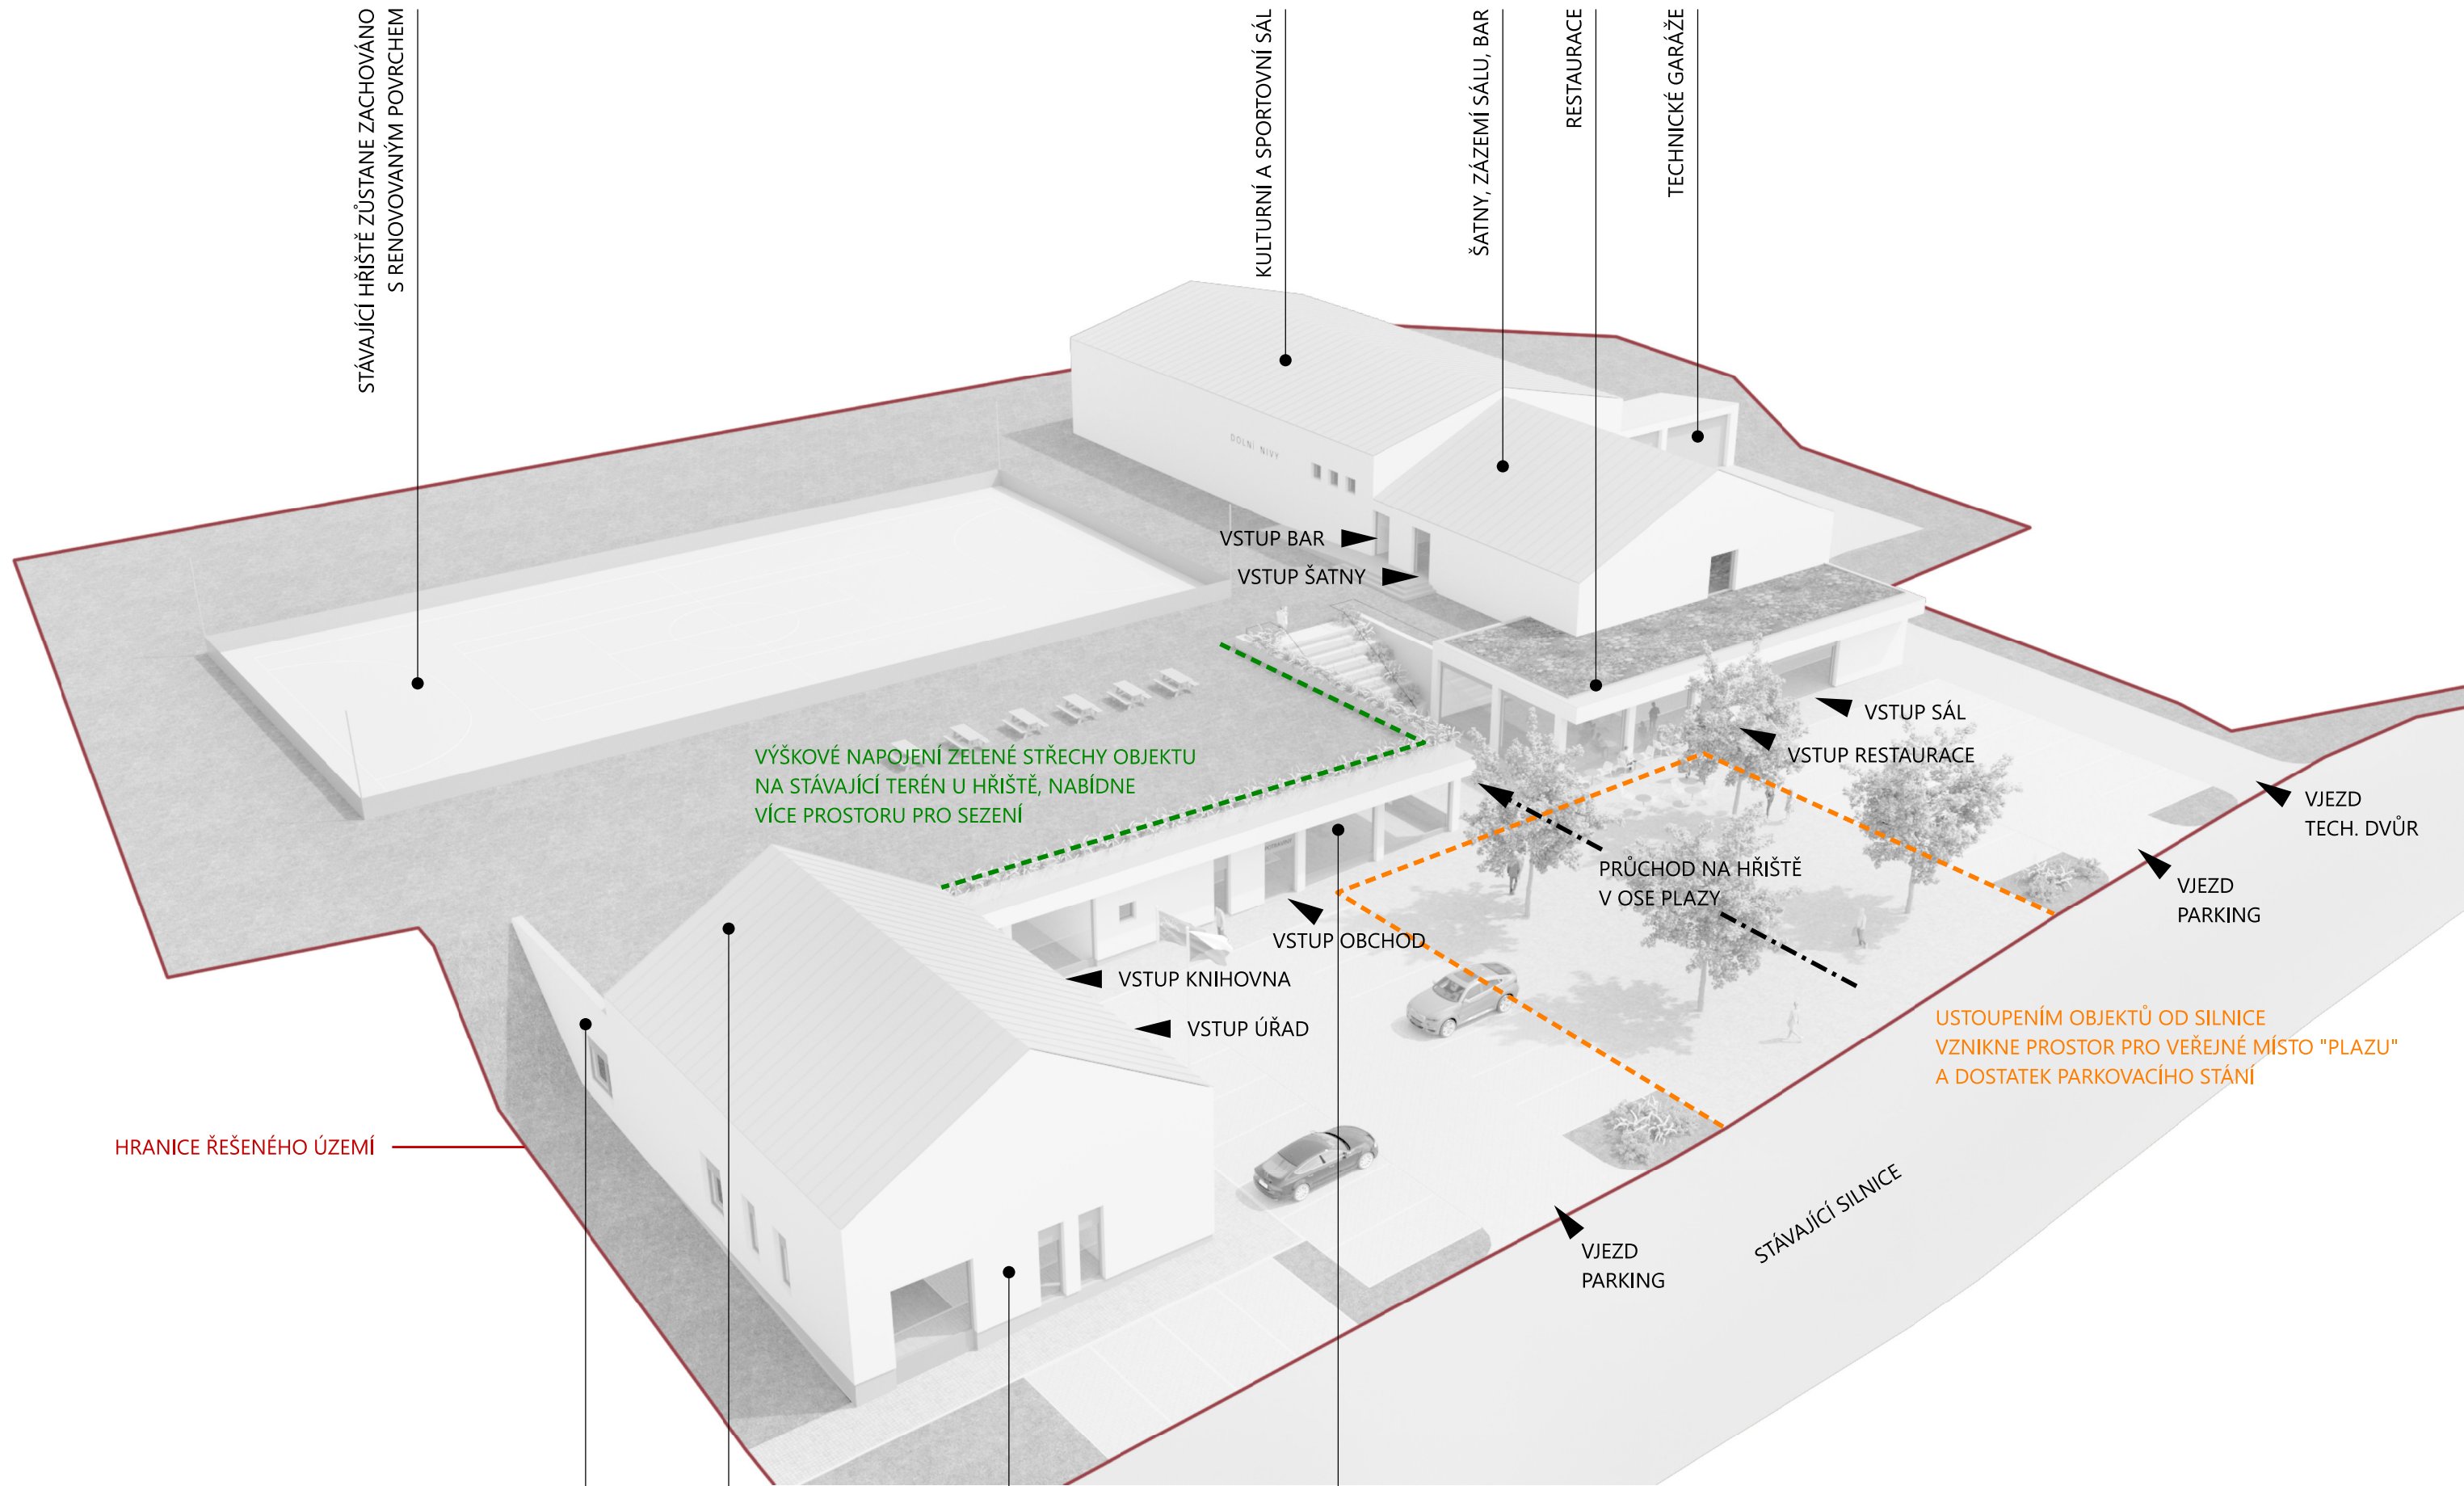 STÁVAJÍCÍ HŘIŠTĚ ZŮSTANE ZACHOVÁNO
S RENOVOVANÝM POVRCHEM
KULTURNÍ A SPORTOVNÍ SÁL
ŠATNY, ZÁZEMÍ SÁLU, BAR
RESTAURACE
TECHNICKÉ GARÁŽE
DOLNÍ NIVY
VSTUP BAR
VSTUP ŠATNY
VSTUP SÁL
VSTUP RESTAURACE
VÝŠKOVÉ NAPOJENÍ ZELENÉ STŘECHY OBJEKTU
NA STÁVAJÍCÍ TERÉN U HŘIŠTĚ, NABÍDNE
VÍCE PROSTORU PRO SEZENÍ
VJEZD
TECH. DVŮR
PRŮCHOD NA HŘIŠTĚ
V OSE PLAZY
VJEZD
PARKING
VSTUP OBCHOD
VSTUP KNIHOVNA
VSTUP ÚŘAD
USTOUPENÍM OBJEKTŮ OD SILNICE
VZNIKNE PROSTOR PRO VEŘEJNÉ MÍSTO "PLAZU"
A DOSTATEK PARKOVACÍHO STÁNÍ
HRANICE ŘEŠENÉHO ÚZEMÍ
STÁVAJÍCÍ SILNICE
VJEZD
PARKING